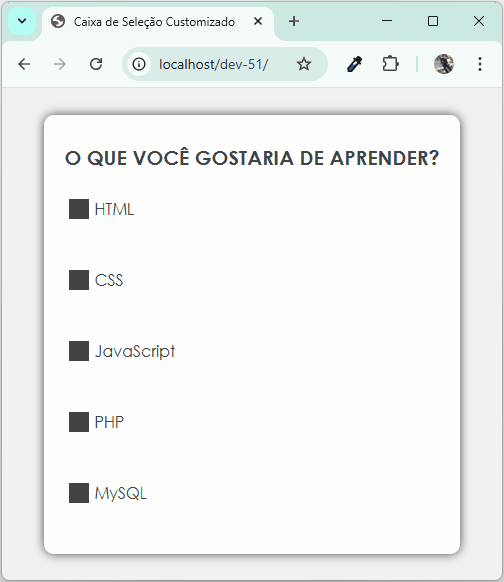 Caixa de Seleção Customizado
localhost/dev-51/
O QUE VOCÊ GOSTARIA DE APRENDER?
HTML
CSS
JavaScript
PHP
MySQL